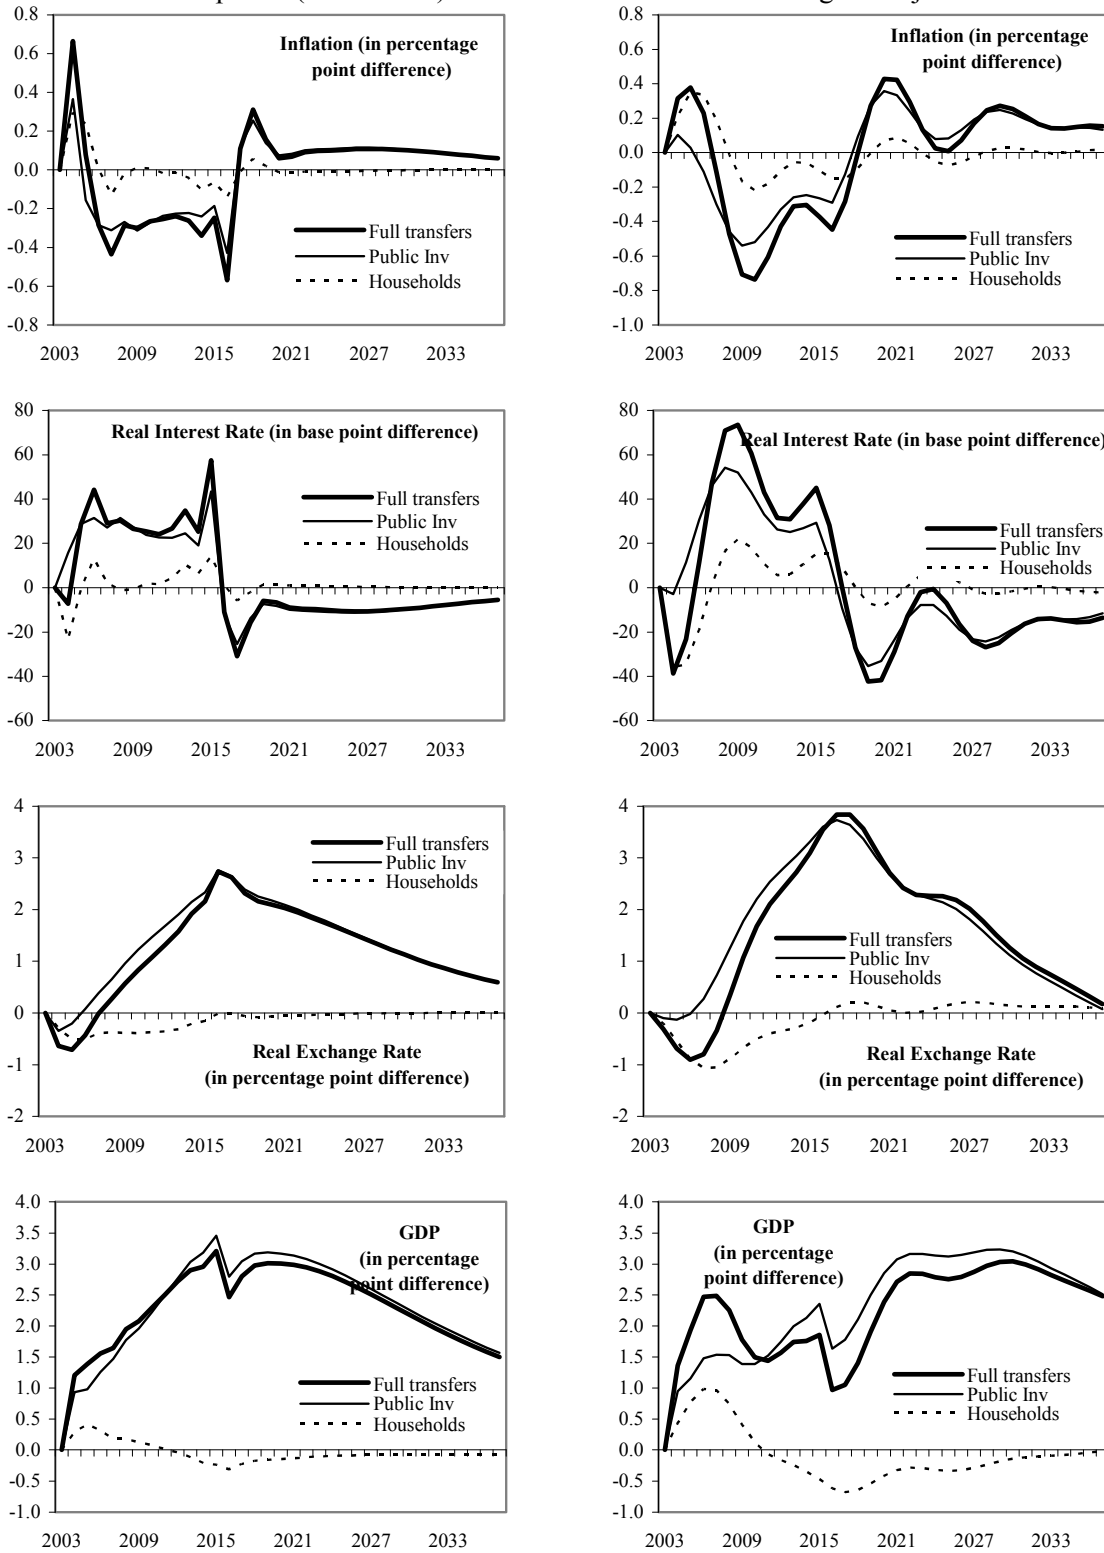 0.8
Inflation (in percentage
point difference)
0.6
0.4
0.2
0.0
-0.2
-0.4
-0.6
-0.8
Full transfers
Public Inv
Households
2003 2009 2015 2021 2027 2033
0.8
Inflation (in percentage
point difference)
0.6
0.4
0.2
0.0
-0.2
-0.4
-0.6
-0.8
-1.0
Full transfers
Public Inv
Households
2003 2009 2015 2021 2027 2033
80
Real Interest Rate (in base point difference)
60
40
20
0
-20
-40
-60
Full transfers
Public Inv
Households
2003 2009 2015 2021 2027 2033
80
Real Interest Rate (in base point difference)
60
40
20
0
-20
-40
-60
Full transfers
Public Inv
Households
2003 2009 2015 2021 2027 2033
4
3
2
1
0
-1
-2
Full transfers
Public Inv
Households
Real Exchange Rate
(in percentage point difference)
2003 2009 2015 2021 2027 2033
4
3
2
1
0
-1
-2
Full transfers
Public Inv
Households
Real Exchange Rate
(in percentage point difference)
2003 2009 2015 2021 2027 2033
4.0
3.5
3.0
2.5
2.0
1.5
1.0
0.5
0.0
-0.5
-1.0
GDP
(in percentage
point difference)
Full transfers
Public Inv
Households
2003 2009 2015 2021 2027 2033
4.0
3.5
3.0
2.5
2.0
1.5
1.0
0.5
0.0
-0.5
-1.0
GDP
(in percentage
point difference)
Full transfers
Public Inv
Households
2003 2009 2015 2021 2027 2033